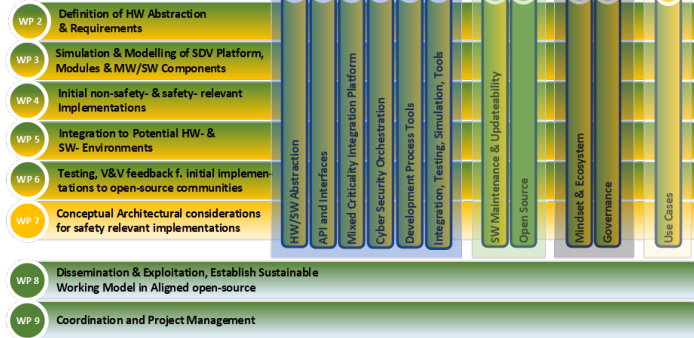 WP 2
Definition of HW Abstraction
& Requirements
WP 3
Simulation & Modelling of SDV Platform,
Modules & MW/SW Components
WP 4
Initial non-safety- & safety- relevant
Implementations
WP 5
Integration to Potential HW- &
SW- Environments
WP 6
Testing, V&V feedback f. initial implemen-
tations to open-source communities
WP 7
Conceptual Architectural considerations
for safety relevant implementations
HW/SW Abstraction
API and Interfaces
Mixed Criticality Integration Platform
Cyber Security Orchestration
Development Process Tools
Integration, Testing, Simulation, Tools
SW Maintenance & Updateability
Open Source
Mindset & Ecosystem
Governance
Use Cases
WP 8
Dissemination & Exploitation, Establish Sustainable
Working Model in Aligned open-source
WP 9
Coordination and Project Management